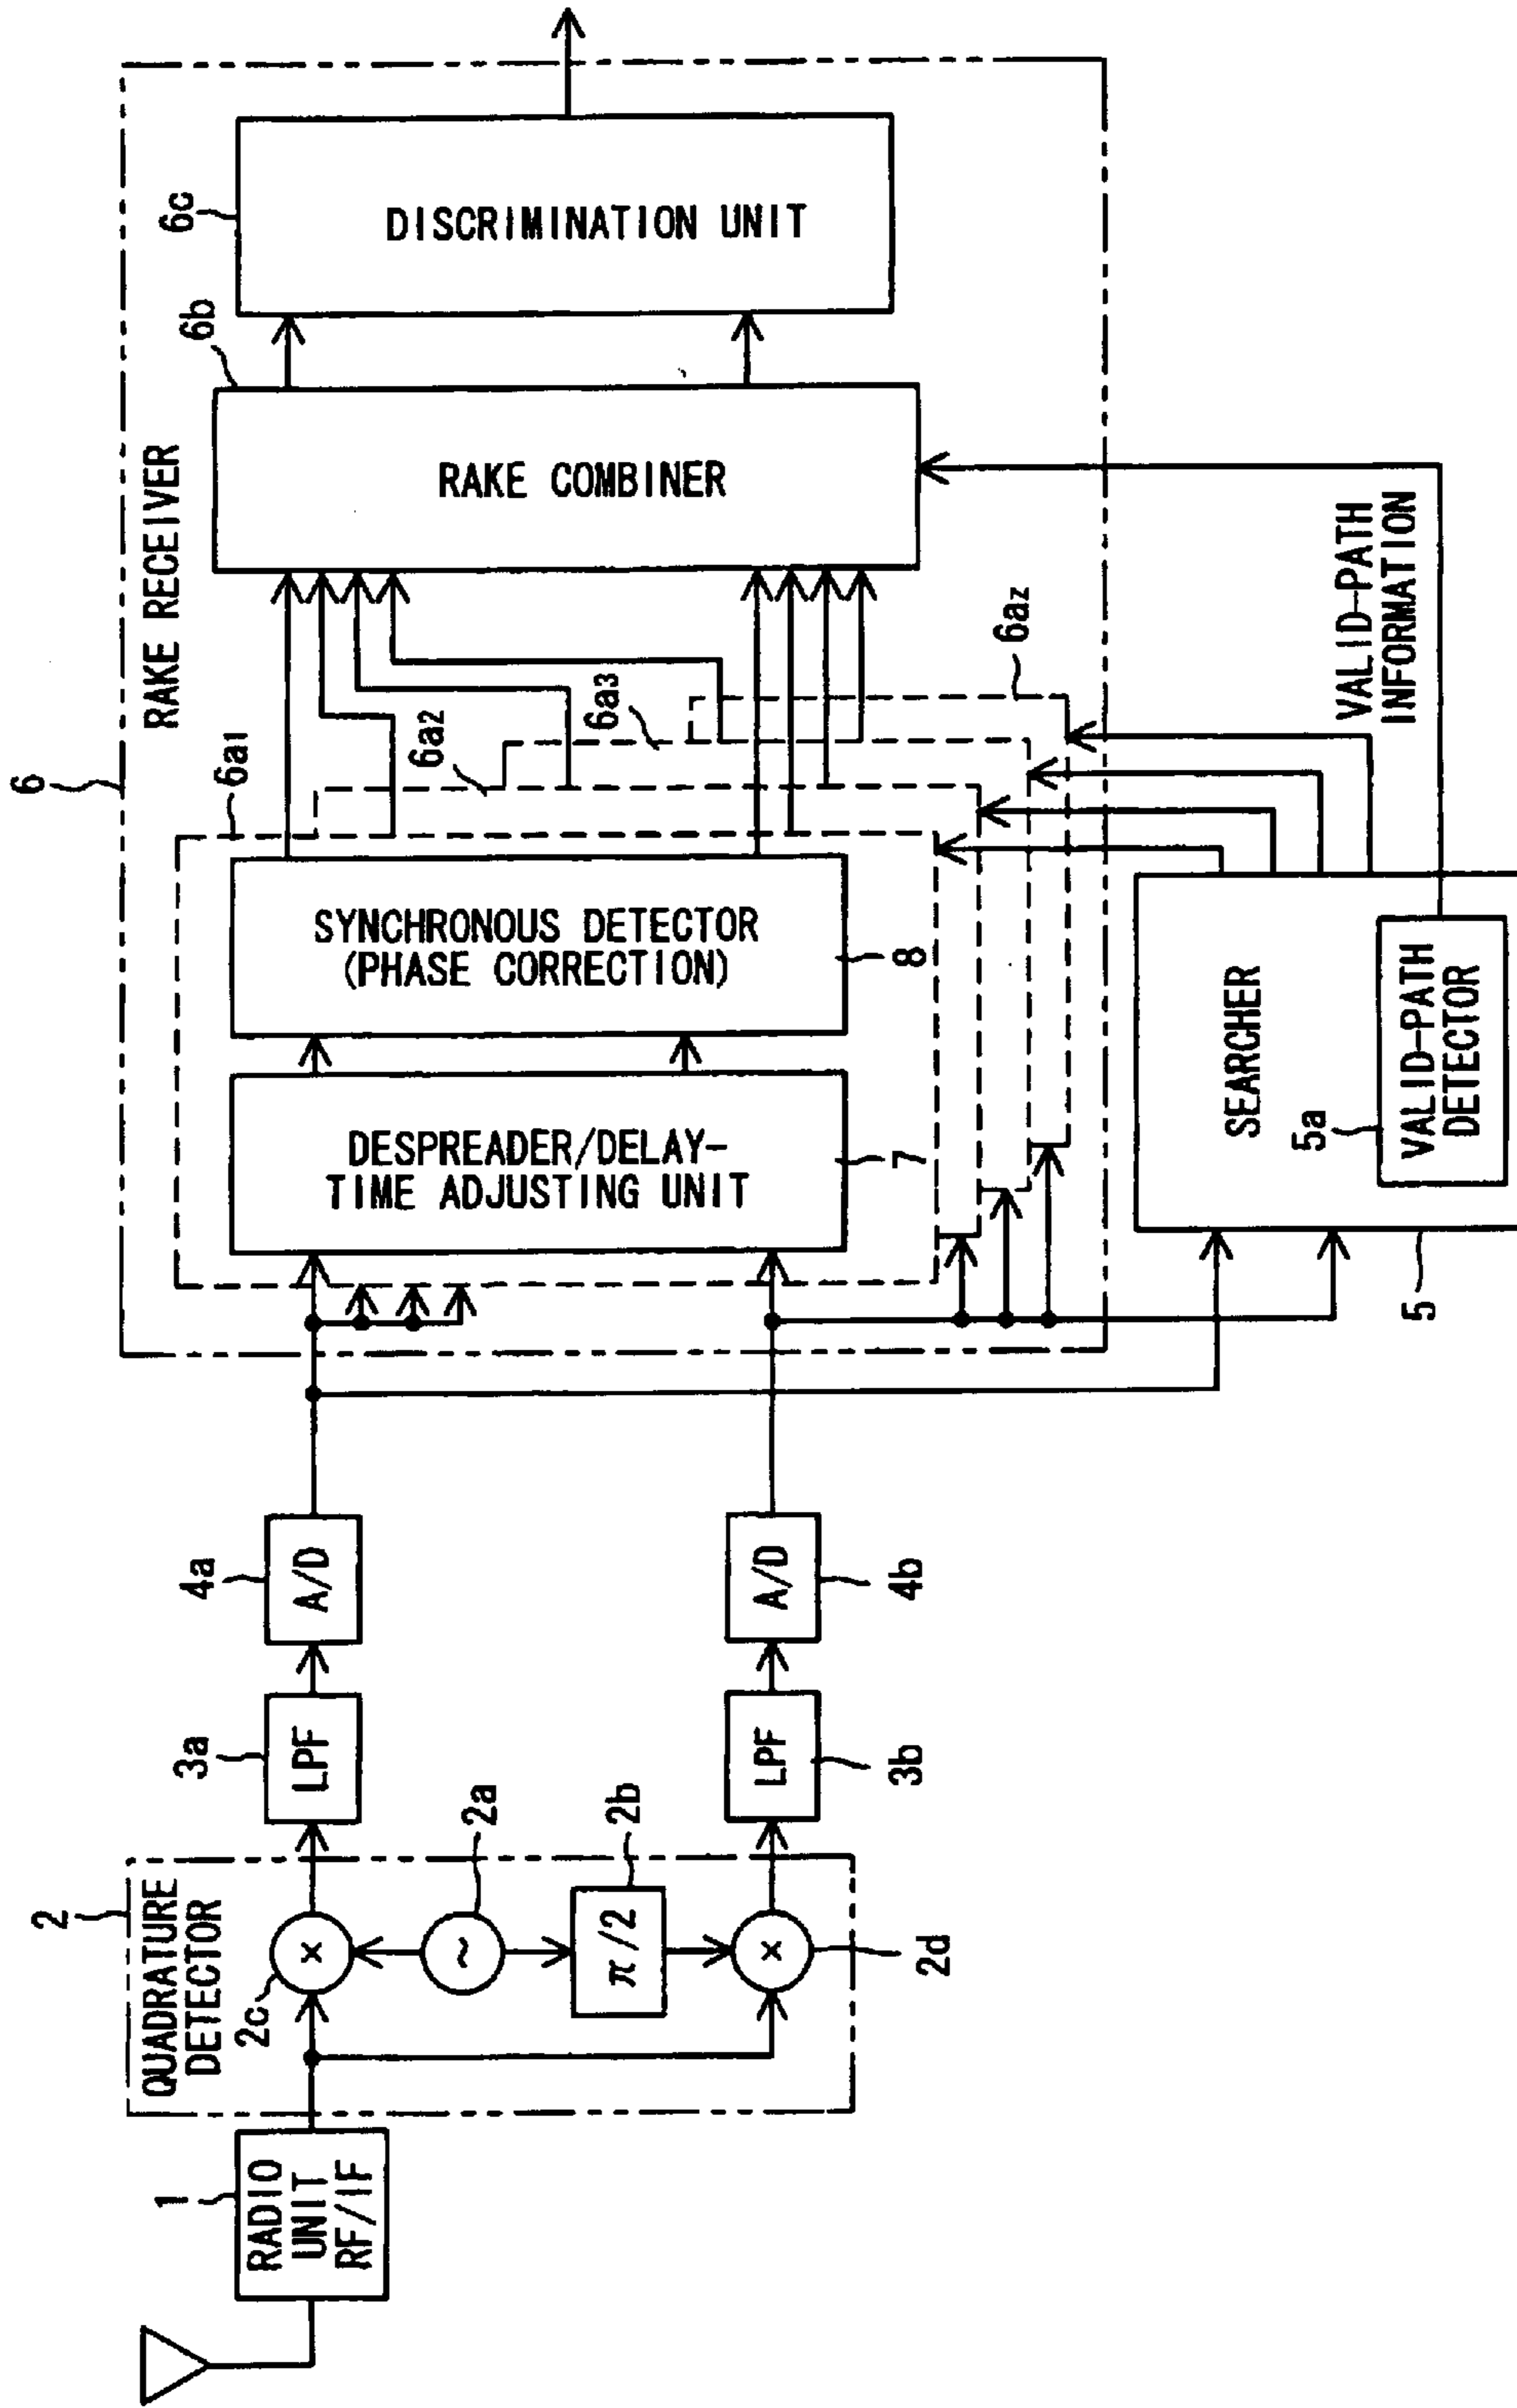 1
RADIO
UNIT
RF/IF
2
QUADRATURE
DETECTOR
2c
×
~
2a
π/2
2b
×
2d
3a
LPF
LPF
3b
4a
A/D
A/D
4b
6
RAKE RECEIVER
6a1
6a2
6a3
6az
DESPREADER/DELAY-
TIME ADJUSTING UNIT
7
SYNCHRONOUS DETECTOR
(PHASE CORRECTION)
8
6b
RAKE COMBINER
6c
DISCRIMINATION UNIT
SEARCHER
5
5a
VALID-PATH
DETECTOR
VALID-PATH
INFORMATION